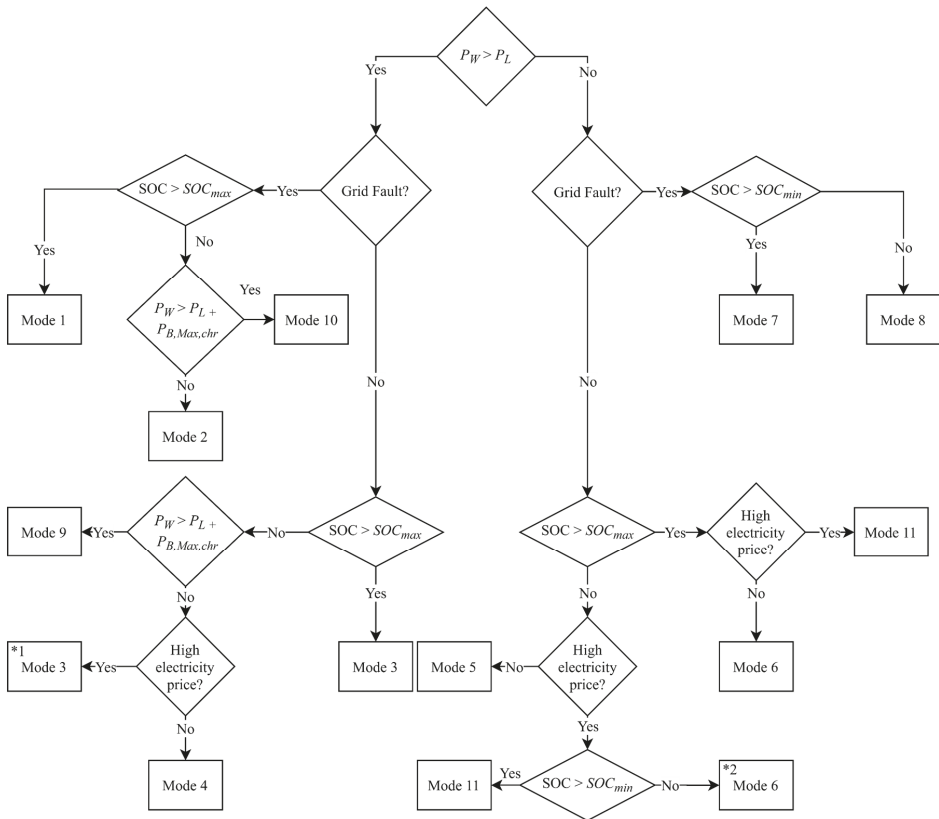 P_W > P_L
Yes
No
SOC > SOC_max
Yes
Grid Fault?
Grid Fault?
Yes
SOC > SOC_min
Yes
No
Yes
No
Mode 1
P_W > P_L +
P_B,Max,chr
Yes
Mode 10
Mode 7
Mode 8
No
No
No
Mode 2
Mode 9
Yes
P_W > P_L +
P_B,Max,chr
No
SOC > SOC_max
SOC > SOC_max
Yes
High
electricity
price?
Yes
Mode 11
No
Yes
No
No
*1
Mode 3
Yes
High
electricity
price?
Mode 3
Mode 5
No
High
electricity
price?
Mode 6
No
Yes
Mode 4
Mode 11
Yes
SOC > SOC_min
No
*2
Mode 6